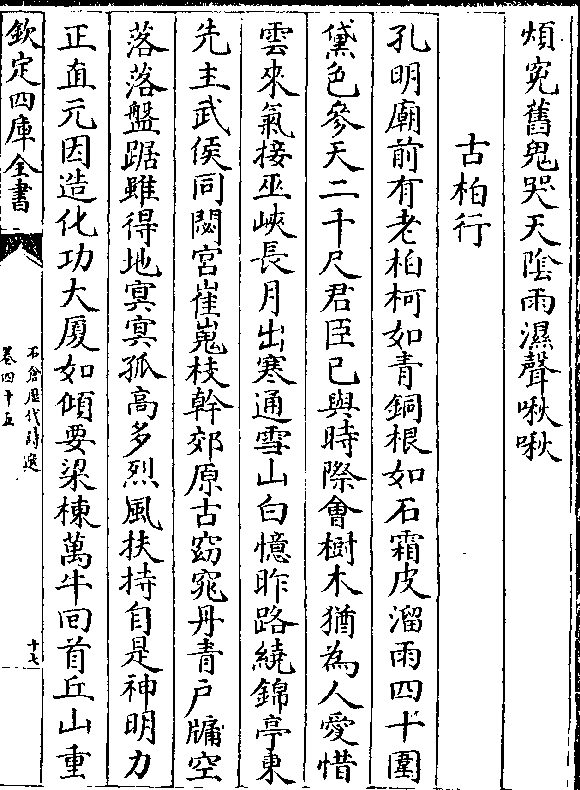 煩寃舊鬼哭天陰雨濕聲啾啾
古柏行
孔明廟前有老柏柯如青銅根如石霜皮溜雨四十圍
黛色參天二千尺君臣已與時際會樹木猶為人愛惜
雲來氣接巫峽長月出寒通雪山白憶昨路繞錦亭東
先主武侯同閟宮崔嵬枝幹郊原古窈窕丹青户牖空
落落盤踞雖得地寞寞孤高多烈風扶持自是神明力
正直元因造化功大厦如傾要梁棟萬牛回首丘山重
欽定四庫全書
石倉歷代詩選
卷四十五
十七